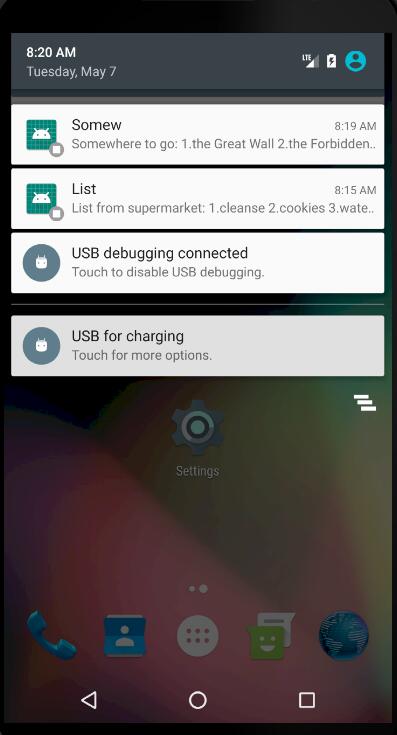 8:20 AM
Tuesday, May 7
LTE
Somew 8:19 AM
Somewhere to go: 1.the Great Wall 2.the Forbidden..
List 8:15 AM
List from supermarket: 1.cleanse 2.cookies 3.wate..
USB debugging connected
Touch to disable USB debugging.
USB for charging
Touch for more options.
Settings